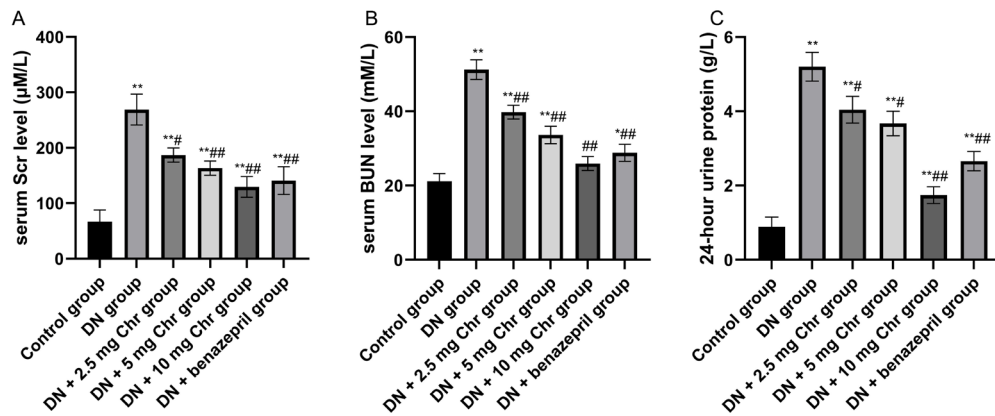 A
serum Scr level (μM/L)
400
300
200
100
0
**
**#
**##
**##
**##
Control group
DN group
DN + 2.5 mg Chr group
DN + 5 mg Chr group
DN + 10 mg Chr group
DN + benazepril group
B
serum BUN level (mM/L)
60
40
20
0
**
**##
**##
##
*##
Control group
DN group
DN + 2.5 mg Chr group
DN + 5 mg Chr group
DN + 10 mg Chr group
DN + benazepril group
C
24-hour urine protein (g/L)
6
4
2
0
**
**#
**#
**##
**##
Control group
DN group
DN + 2.5 mg Chr group
DN + 5 mg Chr group
DN + 10 mg Chr group
DN + benazepril group